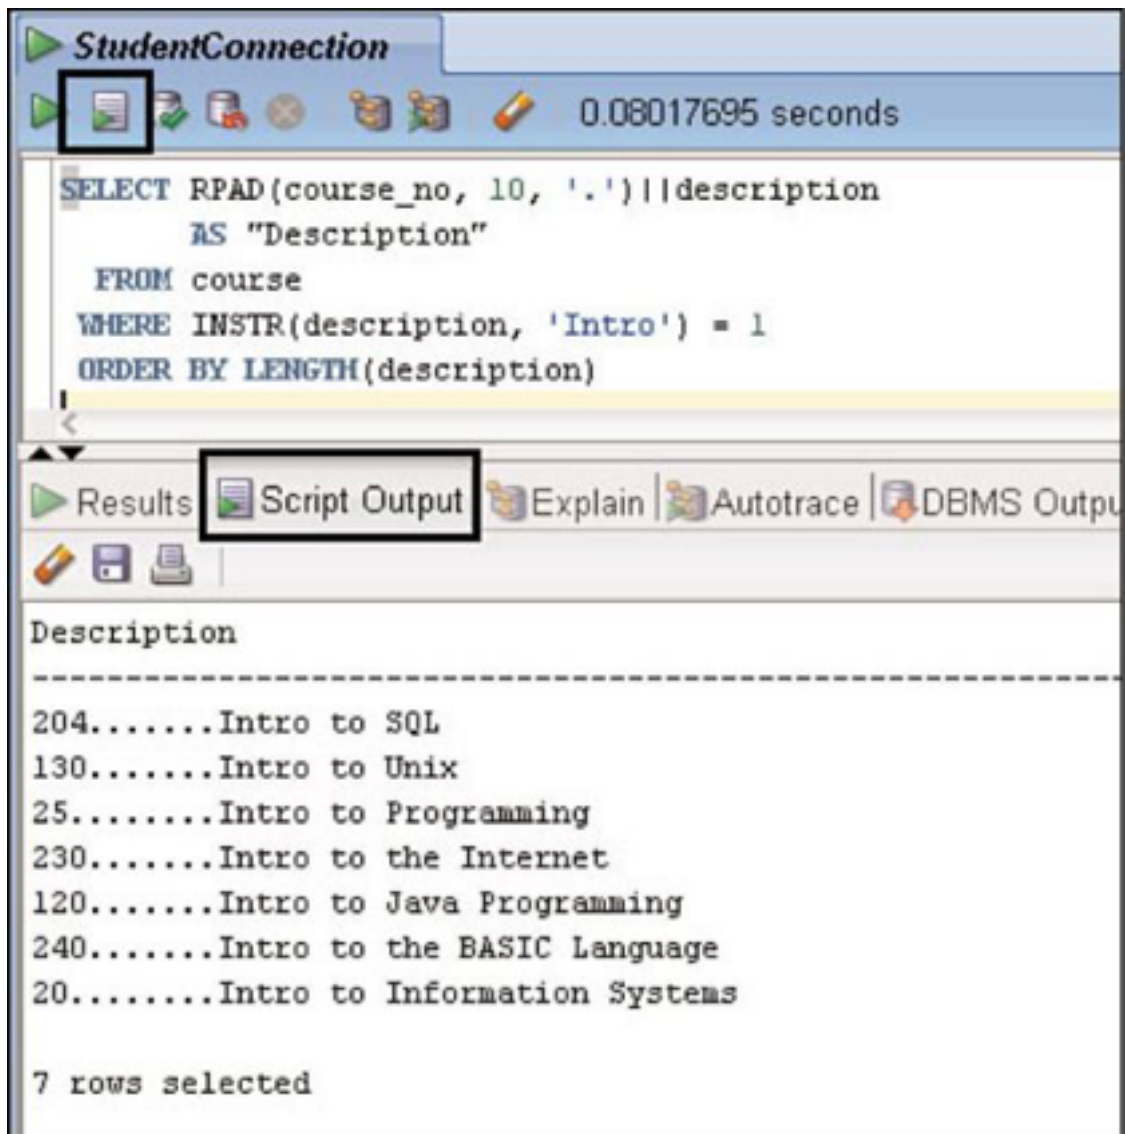 StudentConnection
0.08017695 seconds
SELECT RPAD(course_no, 10, '.')||description
AS "Description"
FROM course
WHERE INSTR(description, 'Intro') = 1
ORDER BY LENGTH(description)
Results Script Output Explain Autotrace DBMS Outpu
Description
--------------------------------------------------------------
204.......Intro to SQL
130.......Intro to Unix
25........Intro to Programming
230.......Intro to the Internet
120.......Intro to Java Programming
240.......Intro to the BASIC Language
20........Intro to Information Systems
7 rows selected